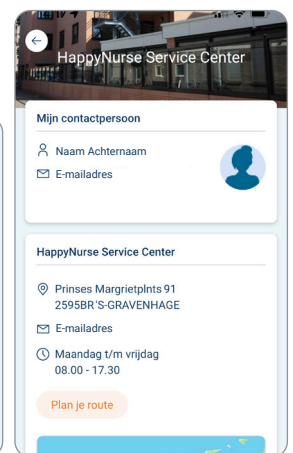 HappyNurse Service Center
Mijn contactpersoon
Naam Achternaam
E-mailadres
HappyNurse Service Center
Prinses Margrietplnts 91
2595BR 'S-GRAVENHAGE
E-mailadres
Maandag t/m vrijdag
08.00 - 17.30
Plan je route